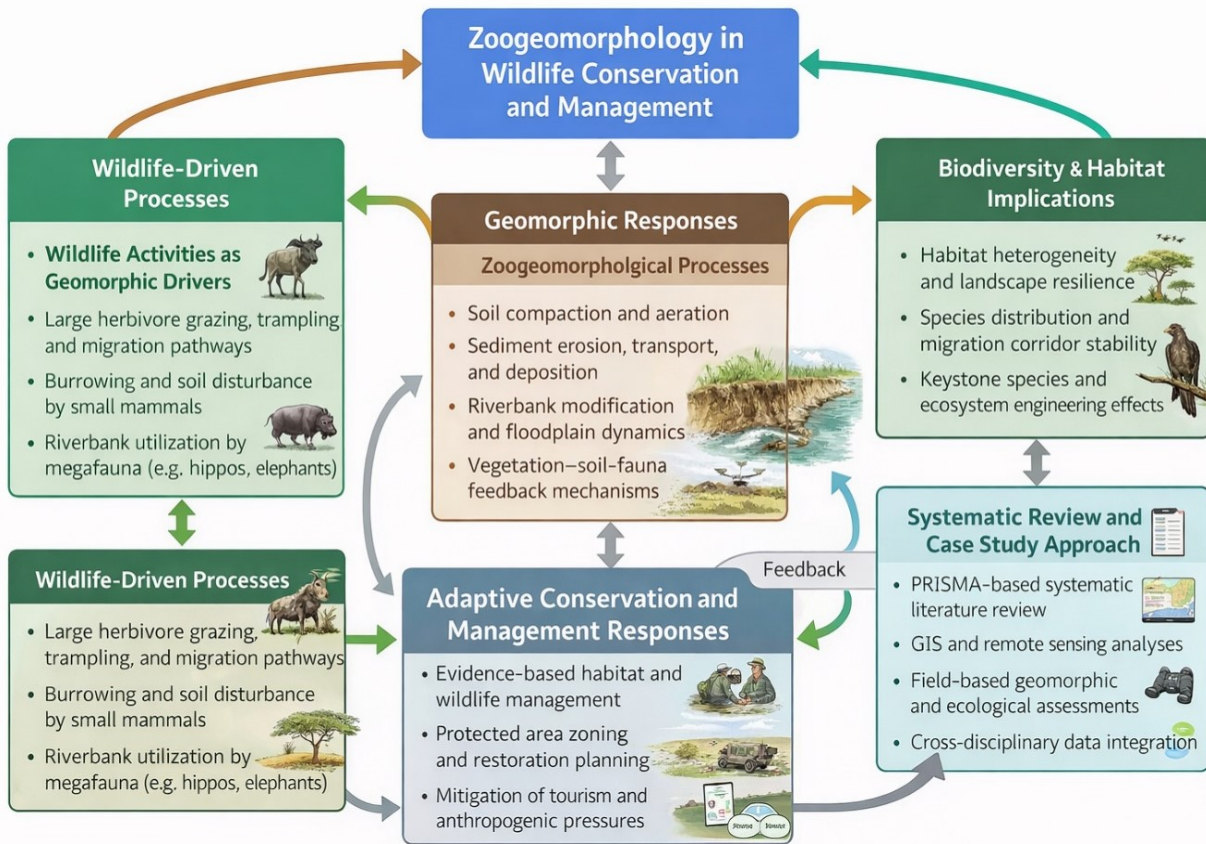 Zoogeomorphology in
Wildlife Conservation
and Management
Wildlife-Driven
Processes
• Wildlife Activities as
Geomorphic Drivers
• Large herbivore grazing, trampling
and migration pathways
• Burrowing and soil disturbance
by small mammals
• Riverbank utilization by
megafauna (e.g. hippos, elephants)
Geomorphic Responses
Zoogeomorpholgical Processes
• Soil compaction and aeration
• Sediment erosion, transport,
and deposition
• Riverbank modification
and floodplain dynamics
• Vegetation–soil-fauna
feedback mechanisms
Biodiversity & Habitat
Implications
• Habitat heterogeneity
and landscape resilience
• Species distribution and
migration corridor stability
• Keystone species and
ecosystem engineering effects
Wildlife-Driven Processes
• Large herbivore grazing,
trampling, and migration pathways
• Burrowing and soil disturbance
by small mammals
• Riverbank utilization by
megafauna (e.g. hippos, elephants)
Feedback
Adaptive Conservation and
Management Responses
• Evidence-based habitat and
wildlife management
• Protected area zoning
and restoration planning
• Mitigation of tourism and
anthropogenic pressures
Systematic Review and
Case Study Approach
• PRISMA-based systematic
literature review
• GIS and remote sensing analyses
• Field-based geomorphic
and ecological assessments
• Cross-disciplinary data integration